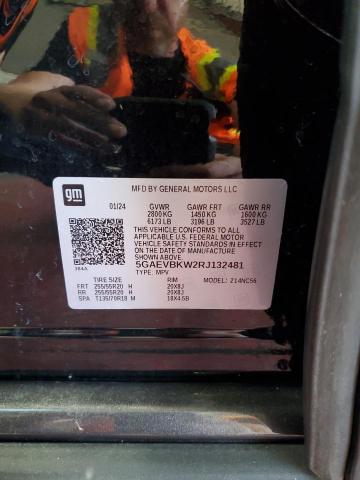 gm
MFD BY GENERAL MOTORS LLC
01/24 GVWR GAWR FRT GAWR RR
2800 KG 1450 KG 1600 KG
6173 LB 3196 LB 3527 LB
THIS VEHICLE CONFORMS TO ALL
APPLICABLE U.S. FEDERAL MOTOR
VEHICLE SAFETY STANDARDS IN EFFECT
ON THE DATE OF MANUFACTURE
SHOWN ABOVE.
384A 5GAEVBKW2RJ132481
TYPE: MPV MODEL: Z14NC56
TIRE SIZE RIM
FRT 255/55R20 H 20X8J
RR 255/55R20 H 20X8J
SPA T135/70R18 M 18X4.5B